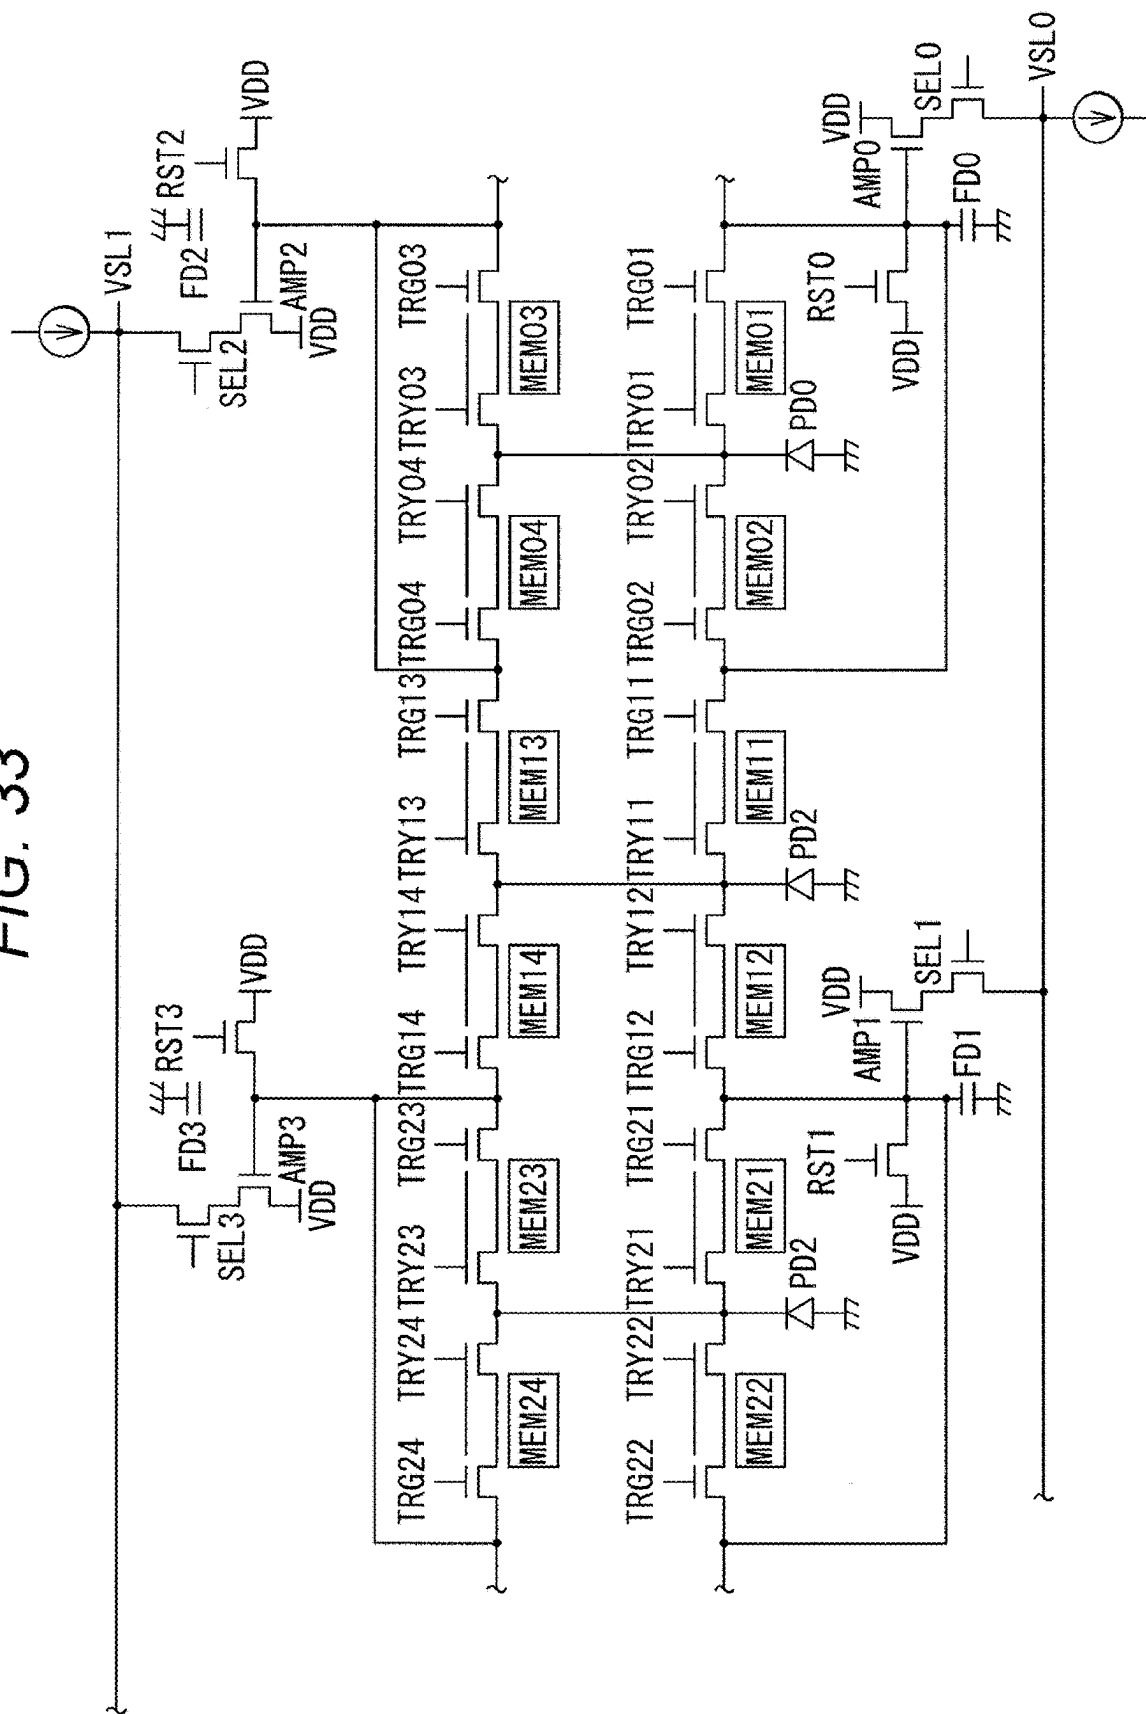 FIG. 33
VSL1
RST3 RST2
FD3 FD2
SEL3 VDD SEL2 VDD
AMP3 AMP2
VDD VDD
TRG24 TRY24 TRY23 TRG23 TRG14 TRY14 TRY13 TRG13 TRG04 TRY04 TRY03 TRG03
MEM24 MEM23 MEM14 MEM13 MEM04 MEM03
TRG22 TRY22 TRY21 TRG21 TRG12 TRY12 TRY11 TRG11 TRG02 TRY02 TRY01 TRG01
MEM22 MEM21 MEM12 MEM11 MEM02 MEM01
PD2 PD2 PD0
RST1 VDD RST0 VDD
AMP1 AMP0
VDD VDD
SEL1 SEL0
FD1 FD0
VSL0